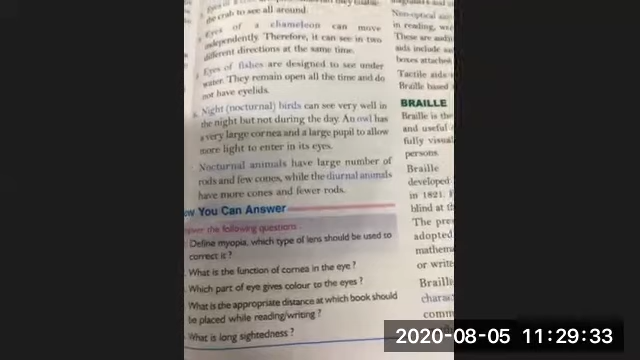 the crab to see all around.
Eyes of a chameleon can move
independently. Therefore, it can see in two
different directions at the same time.
Eyes of fishes are designed to see under
water. They remain open all the time and do
not have eyelids.
Night (nocturnal) birds can see very well in
the night but not during the day. An owl has
a very large cornea and a large pupil to allow
more light to enter in its eyes.
Nocturnal animals have large number of
rods and few cones, while the diurnal animals
have more cones and fewer rods.
ow You Can Answer
swer the following questions
Define myopia, which type of lens should be used to
correct it?
What is the function of cornea in the eye?
Which part of eye gives colour to the eyes?
What is the appropriate distance at which book should
be placed while reading/writing?
What is long sightedness?
Non-optical
in reading,
These are
aids include
boxes attached
Tactile aids
Braille based
BRAILLE
Braille is the
and useful
fully visual
persons.
Braille
developed
in 1821.
blind at th
The pre
adopted
mathem
or write
Braill
charac
comm
2020-08-05 11:29:33